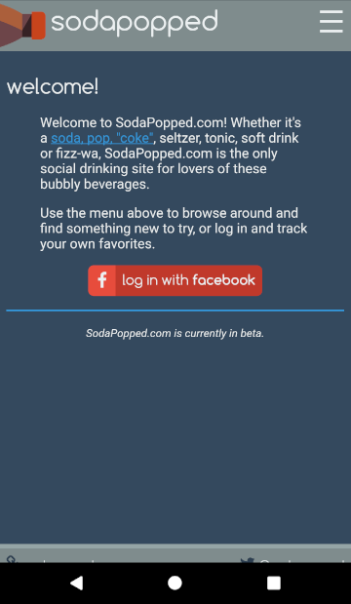 sodapopped
welcome!
Welcome to SodaPopped.com! Whether it's
a soda, pop, "coke", seltzer, tonic, soft drink
or fizz-wa, SodaPopped.com is the only
social drinking site for lovers of these
bubbly beverages.
Use the menu above to browse around and
find something new to try, or log in and track
your own favorites.
f log in with facebook
SodaPopped.com is currently in beta.